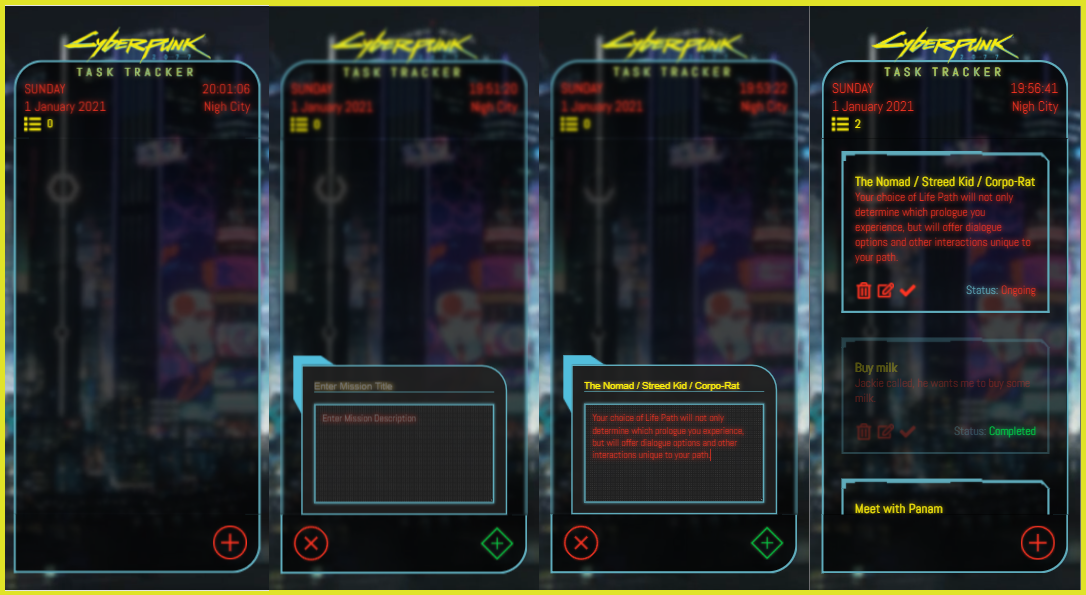 Cyberpunk
2077
TASK TRACKER
SUNDAY
20:01:06
1 January 2021
Nigh City
0
Cyberpunk
TASK TRACKER
SUNDAY
19:51:20
1 January 2021
Nigh City
0
Enter Mission Title
Enter Mission Description
Cyberpunk
TASK TRACKER
SUNDAY
19:53:22
1 January 2021
Nigh City
0
The Nomad / Streed Kid / Corpo-Rat
Your choice of Life Path will not only
determine which prologue you experience,
but will offer dialogue options and other
interactions unique to your path.
Cyberpunk
2077
TASK TRACKER
SUNDAY
19:56:41
1 January 2021
Nigh City
2
The Nomad / Streed Kid / Corpo-Rat
Your choice of Life Path will not only
determine which prologue you
experience, but will offer dialogue
options and other interactions unique to
your path.
Status: Ongoing
Buy milk
Jackie called, he wants me to buy some
milk.
Status: Completed
Meet with Panam